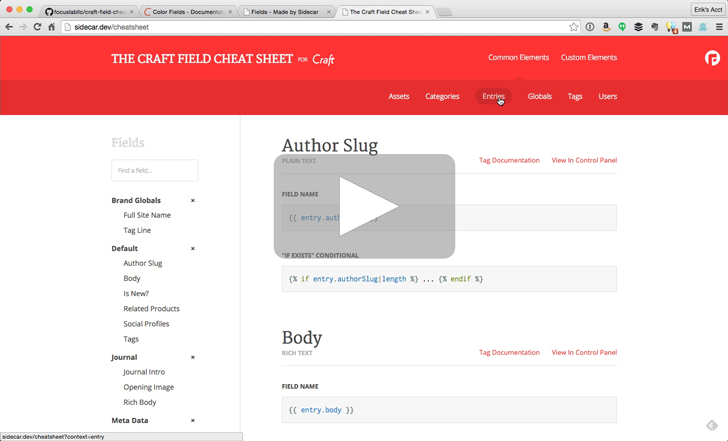 focuslabllc/craft-field-che
Color Fields - Documentat
Fields - Made by Sidecar
The Craft Field Cheat She
Erik's Acct
sidecar.dev/cheatsheet
THE CRAFT FIELD CHEAT SHEET FOR Craft
Common Elements
Custom Elements
Assets
Categories
Entries
Globals
Tags
Users
Fields
Find a field...
Brand Globals ×
Full Site Name
Tag Line
Default ×
Author Slug
Body
Is New?
Related Products
Social Profiles
Tags
Journal ×
Journal Intro
Opening Image
Rich Body
Meta Data ×
Author Slug
PLAIN TEXT
Tag Documentation
View In Control Panel
FIELD NAME
{{ entry.aut
"IF EXISTS" CONDITIONAL
{% if entry.authorSlug|length %} ... {% endif %}
Body
RICH TEXT
Tag Documentation
View In Control Panel
FIELD NAME
{{ entry.body }}
sidecar.dev/cheatsheet?context=entry